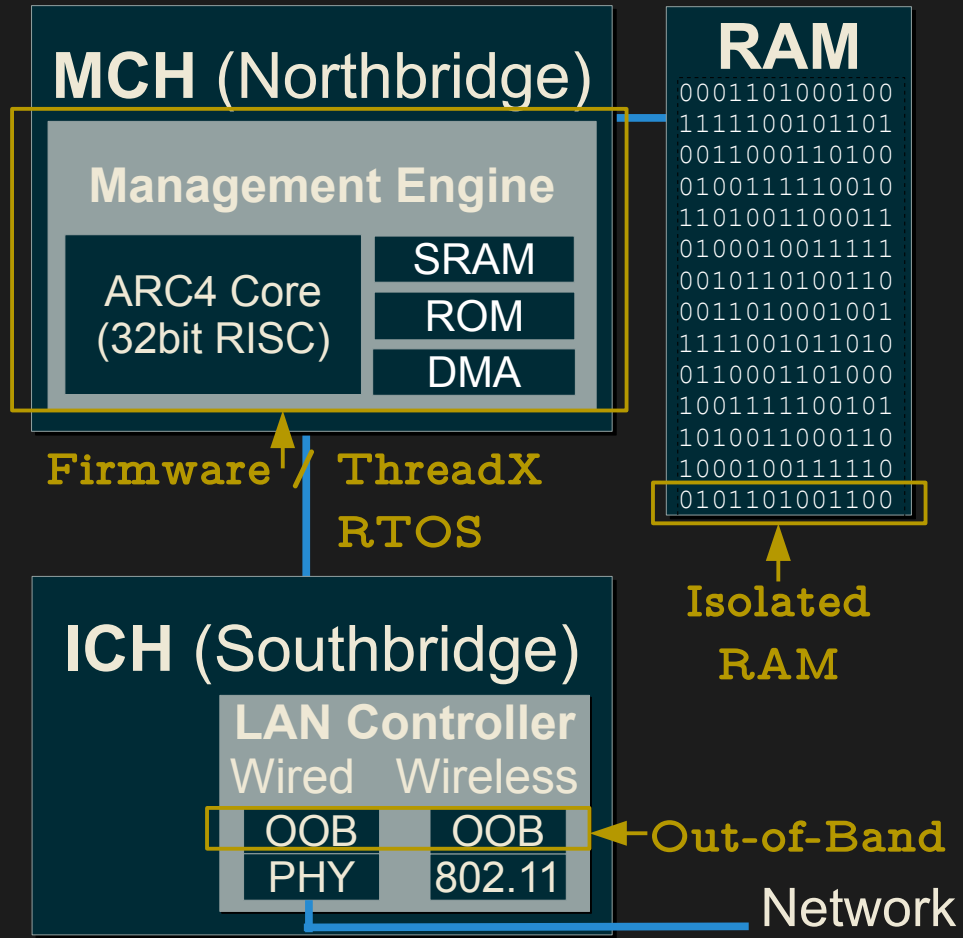 MCH (Northbridge)
Management Engine
ARC4 Core
(32bit RISC)
SRAM
ROM
DMA
Firmware / ThreadX
RTOS
RAM
0001101000100
1111100101101
0011000110100
0100111110010
1101001100011
0100010011111
0010110100110
0011010001001
1111001011010
0110001101000
1001111100101
1010011000110
1000100111110
0101101001100
Isolated
RAM
ICH (Southbridge)
LAN Controller
Wired Wireless
OOB OOB
PHY 802.11
Out-of-Band
Network